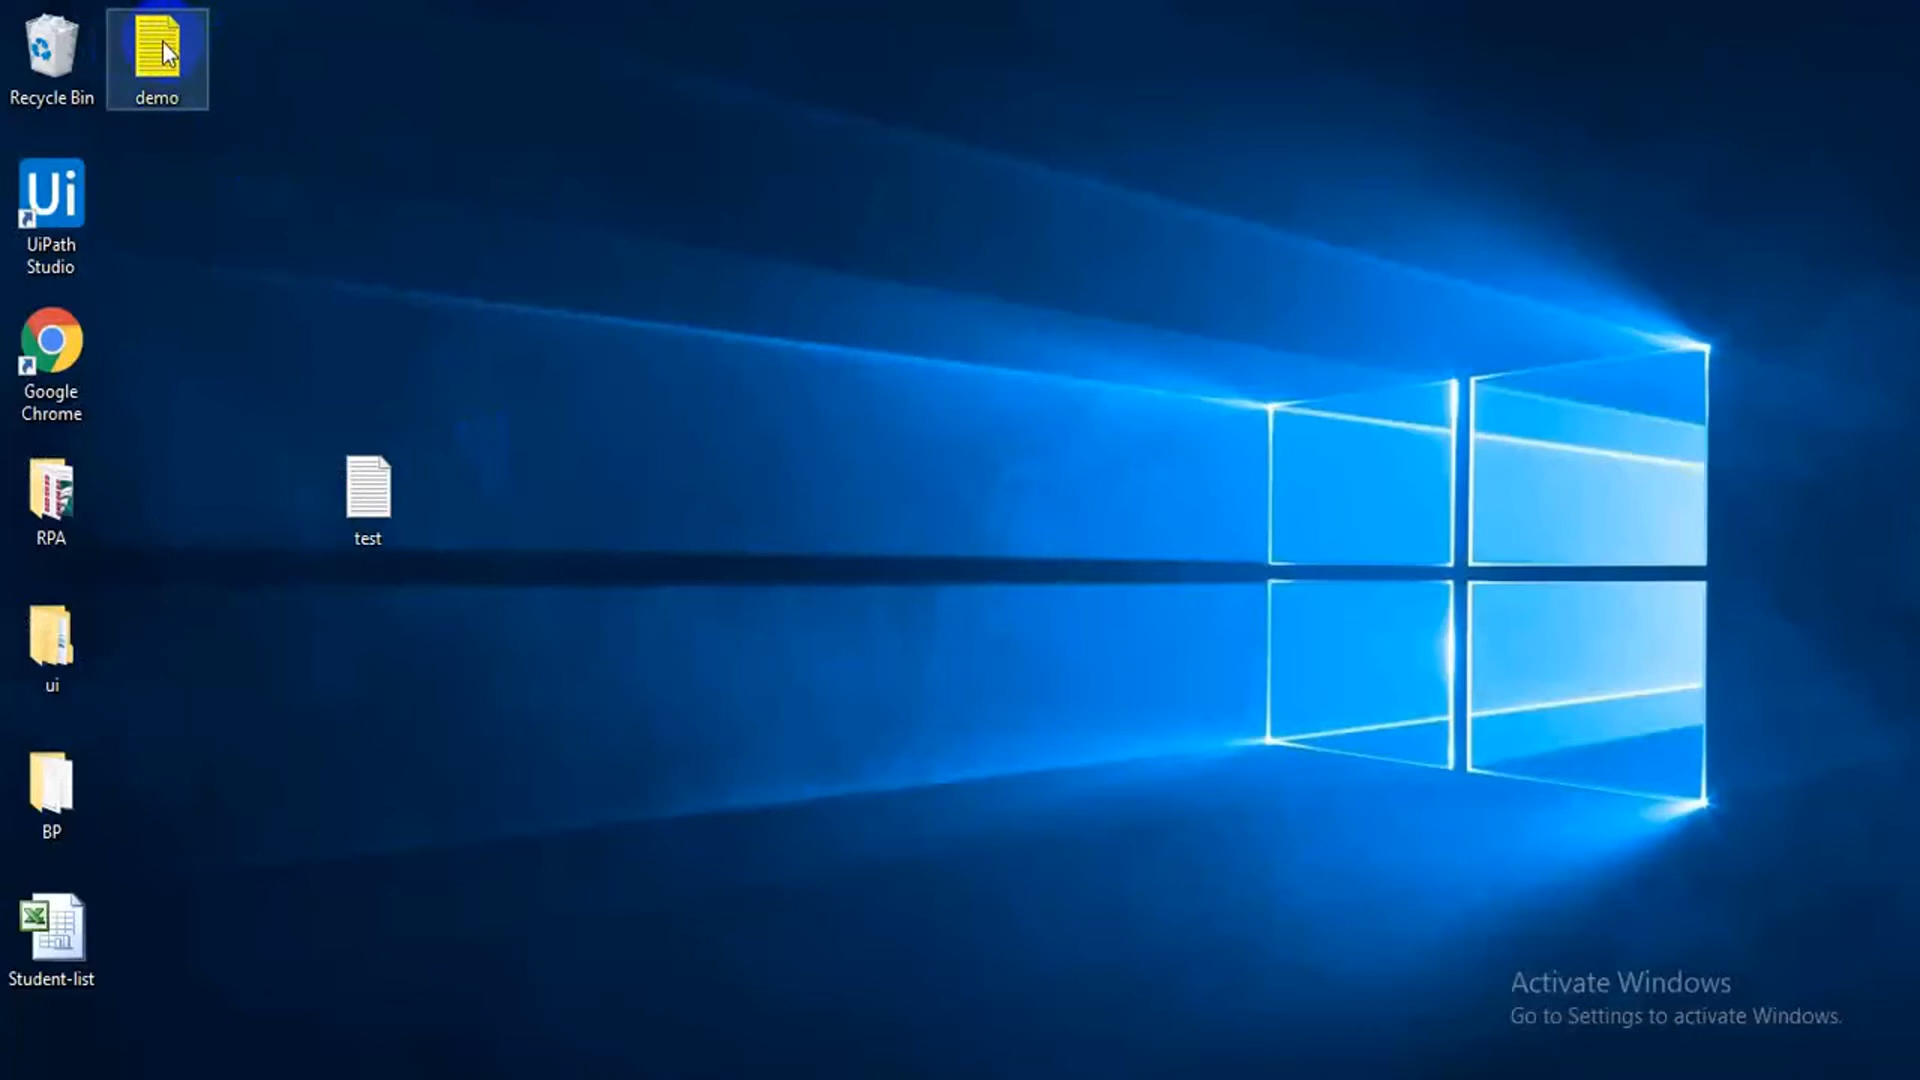 Recycle Bin
demo
Ui
UiPath
Studio
Google
Chrome
RPA
test
ui
BP
Student-list
Activate Windows
Go to Settings to activate Windows.